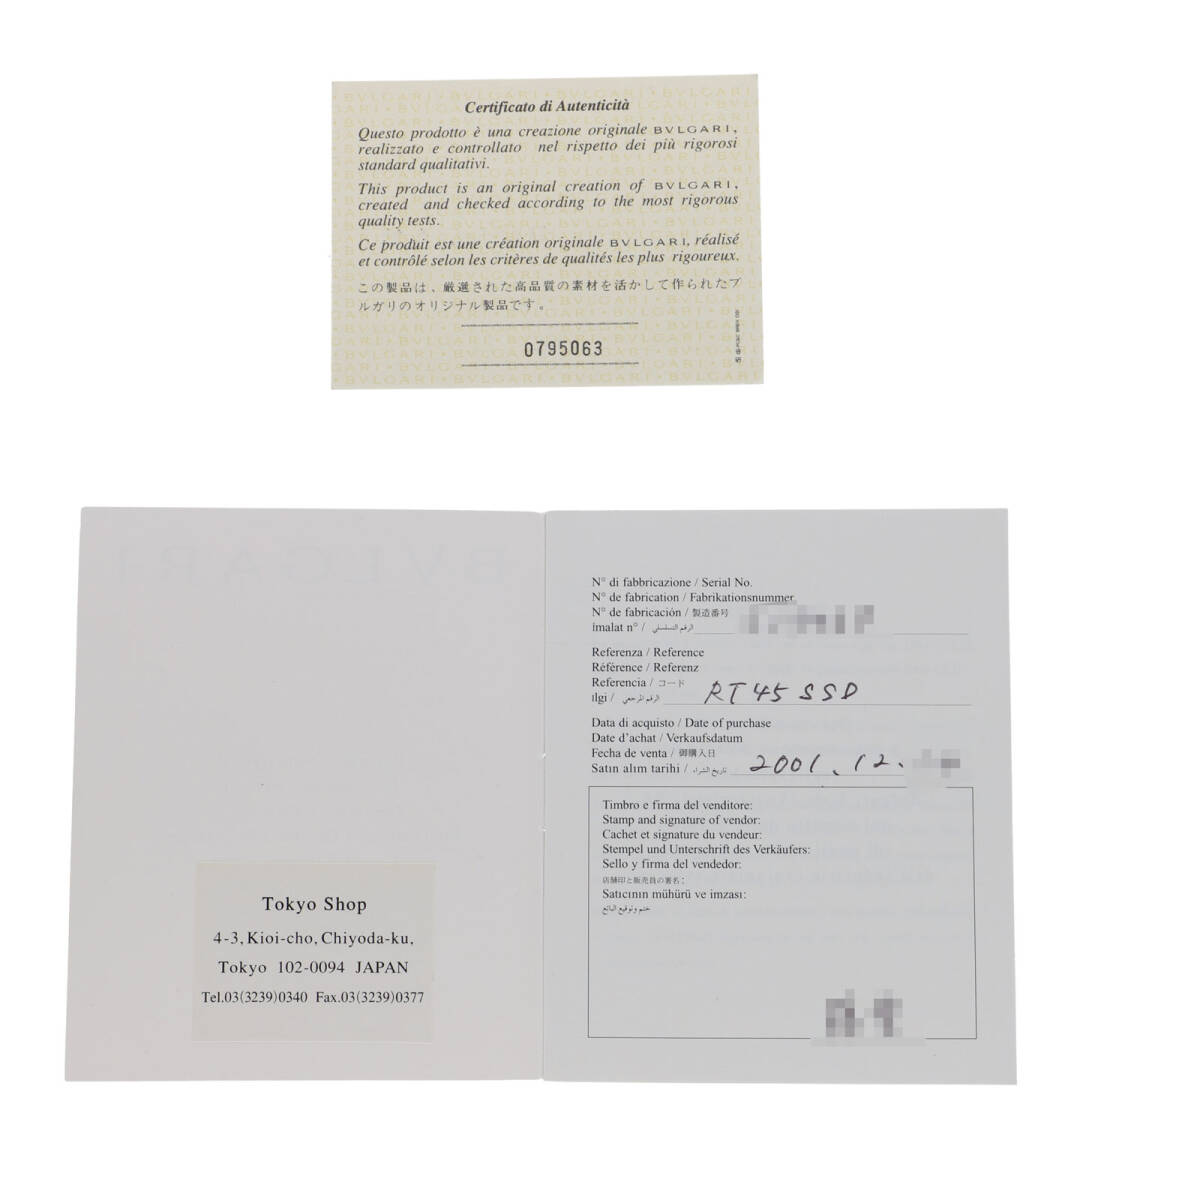 Certificato di Autenticità
Questo prodotto è una creazione originale BVLGARI,
realizzato e controllato nel rispetto dei più rigorosi
standard qualitativi.
This product is an original creation of BVLGARI,
created and checked according to the most rigorous
quality tests.
Ce produit est une création originale BVLGARI, réalisé
et contrôlé selon les critères de qualités les plus rigoureux.
この製品は、厳選された高品質の素材を活かして作られたブ
ルガリのオリジナル製品です。
0795063
BVLGARI
Tokyo Shop
4-3, Kioi-cho, Chiyoda-ku,
Tokyo 102-0094 JAPAN
Tel.03(3239)0340 Fax.03(3239)0377
N° di fabbricazione / Serial No.
N° de fabrication / Fabrikationsnummer
N° de fabricación / 製造番号
imalat n° / الرقم التسلسلي
Referenza / Reference
Référence / Referenz
Referencia / コード
ılgi / الرقم المرجعي RT45SSD
Data di acquisto / Date of purchase
Date d'achat / Verkaufsdatum
Fecha de venta / 御購入日
Satın alım tarihi / تاريخ الشراء 2001.12.
Timbro e firma del venditore:
Stamp and signature of vendor:
Cachet et signature du vendeur:
Stempel und Unterschrift des Verkäufers:
Sello y firma del vendedor:
店舗印と販売員の署名:
Satıcının mühürü ve imzası:
ختم وتوقيع البائع